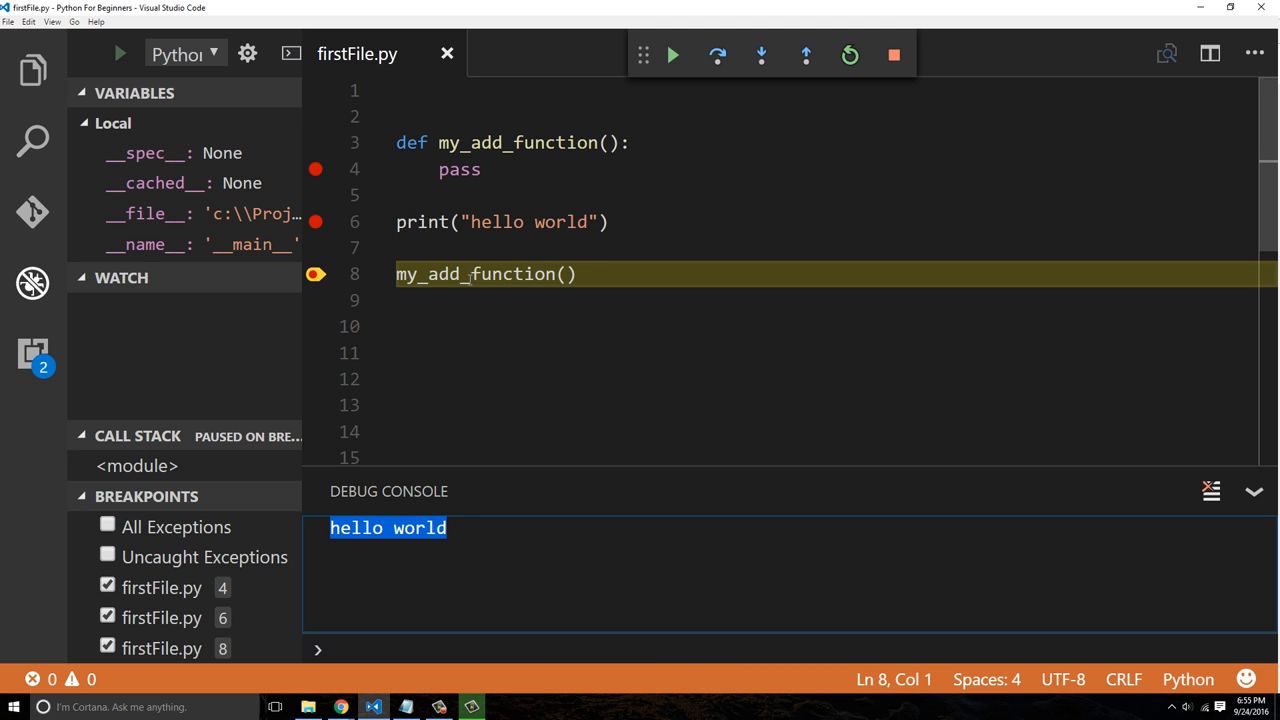 firstFile.py - Python For Beginners - Visual Studio Code
File Edit View Go Help
Pythor
firstFile.py
VARIABLES
Local
__spec__: None
__cached__: None
__file__: 'c:\\Proj...
__name__: '__main__'
WATCH
CALL STACK PAUSED ON BRE...
<module>
BREAKPOINTS
All Exceptions
Uncaught Exceptions
firstFile.py 4
firstFile.py 6
firstFile.py 8
1
2
3 def my_add_function():
4 pass
5
6 print("hello world")
7
8 my_add_function()
9
10
11
12
13
14
15
DEBUG CONSOLE
hello world
2
0 0
Ln 8, Col 1 Spaces: 4 UTF-8 CRLF Python
I'm Cortana. Ask me anything.
6:55 PM
9/24/2016